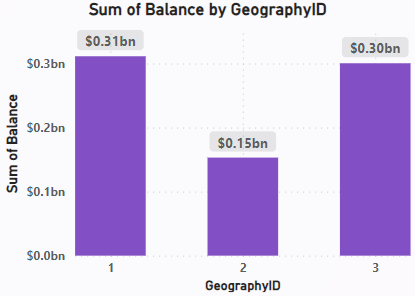 Sum of Balance by GeographyID
$0.31bn
$0.30bn
$0.3bn
$0.15bn
$0.2bn
$0.1bn
$0.0bn
Sum of Balance
1 2 3
GeographyID